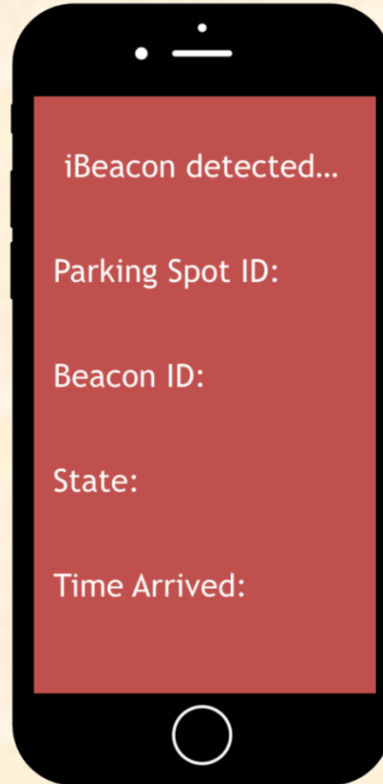 iBeacon detected...
Parking Spot ID:
Beacon ID:
State:
Time Arrived: